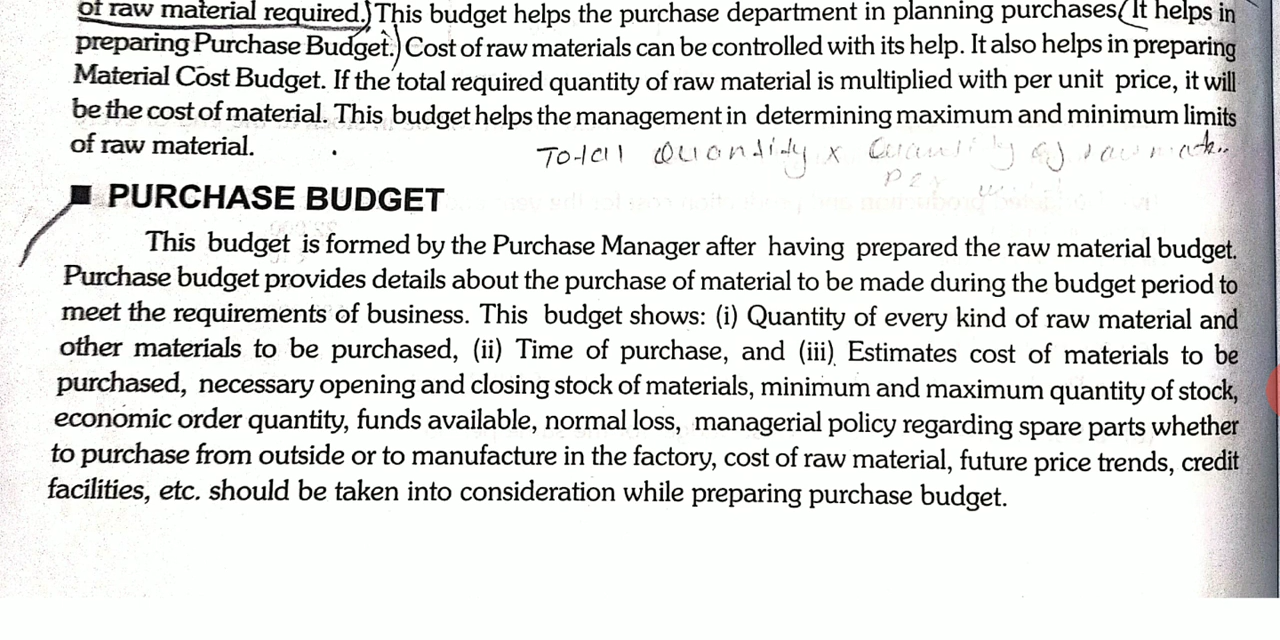 of raw material required. This budget helps the purchase department in planning purchases. (It helps in
preparing Purchase Budget.) Cost of raw materials can be controlled with its help. It also helps in preparing
Material Cost Budget. If the total required quantity of raw material is multiplied with per unit price, it will
be the cost of material. This budget helps the management in determining maximum and minimum limits
of raw material.
Total Quantity x Quantity of raw
per
■ PURCHASE BUDGET
This budget is formed by the Purchase Manager after having prepared the raw material budget.
Purchase budget provides details about the purchase of material to be made during the budget period to
meet the requirements of business. This budget shows: (i) Quantity of every kind of raw material and
other materials to be purchased, (ii) Time of purchase, and (iii) Estimates cost of materials to be
purchased, necessary opening and closing stock of materials, minimum and maximum quantity of stock,
economic order quantity, funds available, normal loss, managerial policy regarding spare parts whether
to purchase from outside or to manufacture in the factory, cost of raw material, future price trends, credit
facilities, etc. should be taken into consideration while preparing purchase budget.